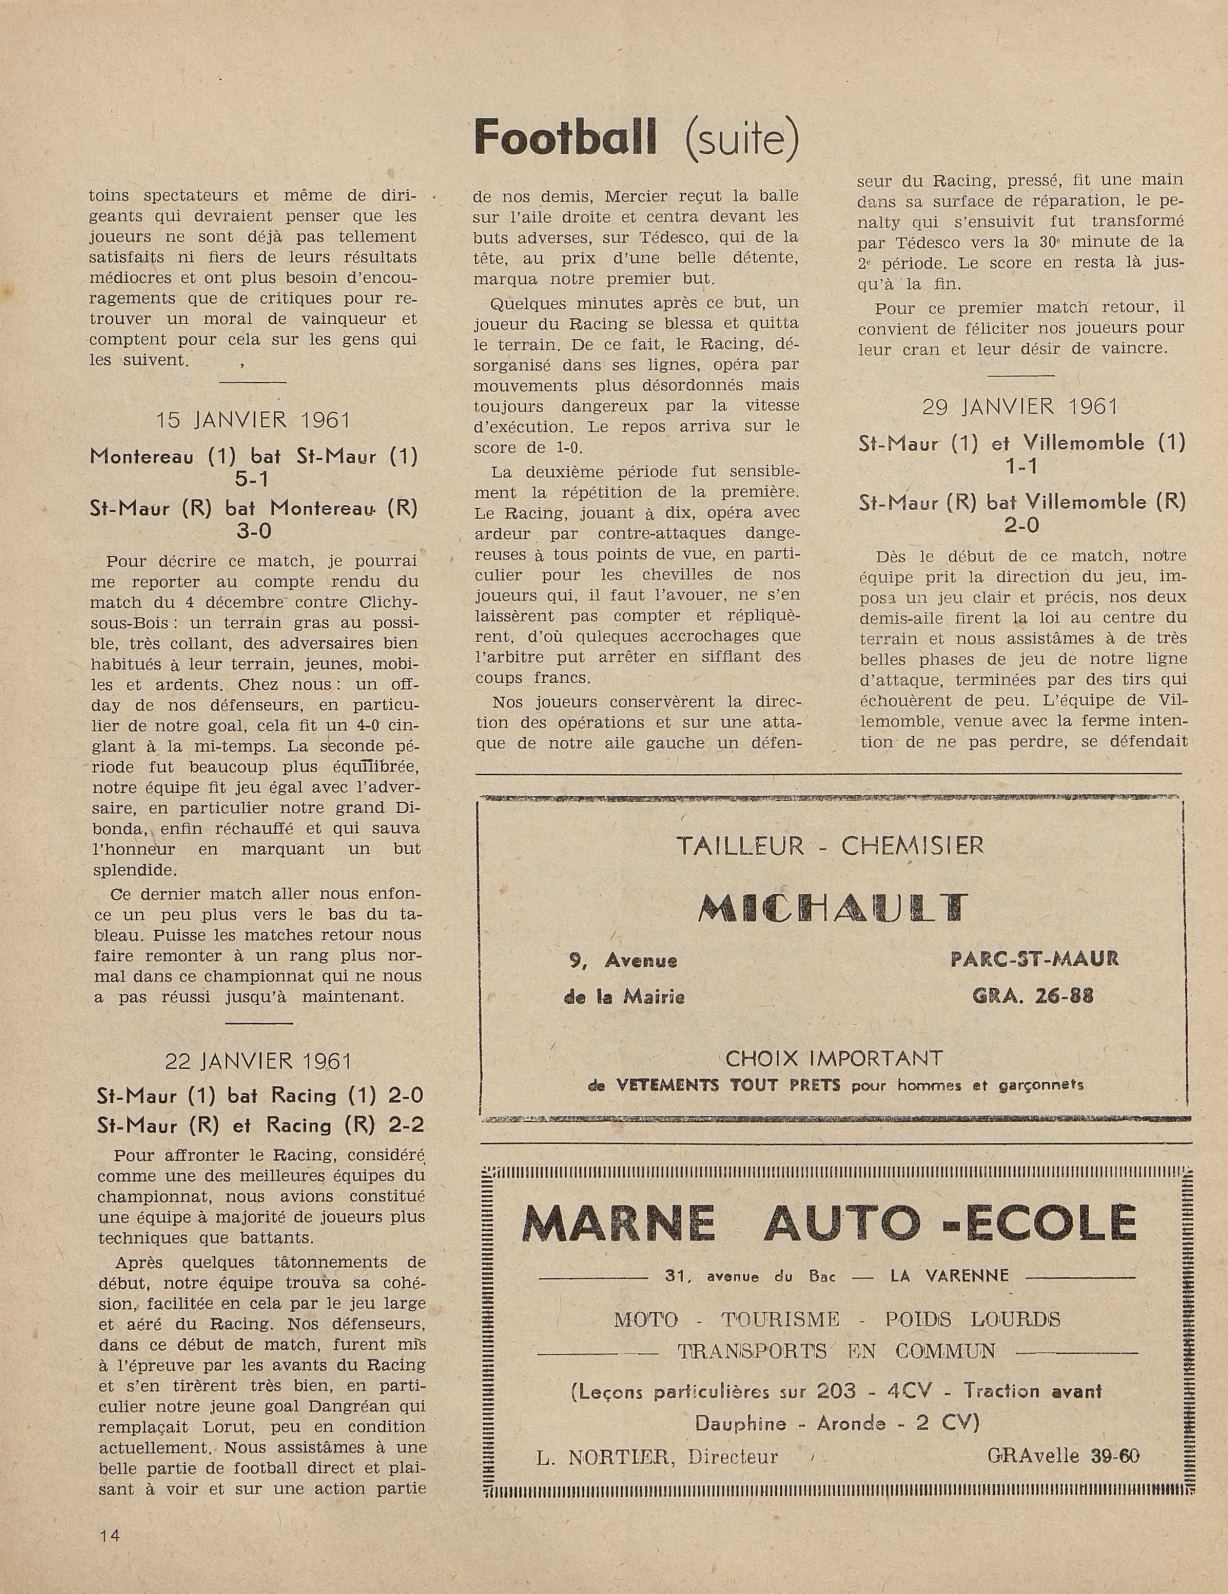 Football (suite)
toins spectateurs et même de diri-
geants qui devraient penser que les
joueurs ne sont déjà pas tellement
satisfaits ni fiers de leurs résultats
médiocres et ont plus besoin d'encou-
ragements que de critiques pour re-
trouver un moral de vainqueur et
comptent pour cela sur les gens qui
les suivent.
15 JANVIER 1961
Montereau (1) bat St-Maur (1)
5-1
St-Maur (R) bat Montereau (R)
3-0
Pour décrire ce match, je pourrai
me reporter au compte rendu du
match du 4 décembre contre Clichy-
sous-Bois : un terrain gras au possi-
ble, très collant, des adversaires bien
habitués à leur terrain, jeunes, mobi-
les et ardents. Chez nous : un off-
day de nos défenseurs, en particu-
lier de notre goal, cela fit un 4-0 cin-
glant à la mi-temps. La seconde pé-
riode fut beaucoup plus équilibrée,
notre équipe fit jeu égal avec l'adver-
saire, en particulier notre grand Di-
bonda, enfin réchauffé et qui sauva
l'honneur en marquant un but
splendide.
Ce dernier match aller nous enfon-
ce un peu plus vers le bas du ta-
bleau. Puisse les matches retour nous
faire remonter à un rang plus nor-
mal dans ce championnat qui ne nous
a pas réussi jusqu'à maintenant.
22 JANVIER 1961
St-Maur (1) bat Racing (1) 2-0
St-Maur (R) et Racing (R) 2-2
Pour affronter le Racing, considéré
comme une des meilleures équipes du
championnat, nous avions constitué
une équipe à majorité de joueurs plus
techniques que battants.
Après quelques tâtonnements de
début, notre équipe trouva sa cohé-
sion, facilitée en cela par le jeu large
et aéré du Racing. Nos défenseurs,
dans ce début de match, furent mis
à l'épreuve par les avants du Racing
et s'en tirèrent très bien, en parti-
culier notre jeune goal Dangréan qui
remplaçait Lorut, peu en condition
actuellement. Nous assistâmes à une
belle partie de football direct et plai-
sant à voir et sur une action partie
de nos demis, Mercier reçut la balle
sur l'aile droite et centra devant les
buts adverses, sur Tédesco, qui de la
tête, au prix d'une belle détente,
marqua notre premier but.
Quelques minutes après ce but, un
joueur du Racing se blessa et quitta
le terrain. De ce fait, le Racing, dé-
sorganisé dans ses lignes, opéra par
mouvements plus désordonnés mais
toujours dangereux par la vitesse
d'exécution. Le repos arriva sur le
score de 1-0.
La deuxième période fut sensible-
ment la répétition de la première.
Le Racing, jouant à dix, opéra avec
ardeur par contre-attaques dange-
reuses à tous points de vue, en parti-
culier pour les chevilles de nos
joueurs qui, il faut l'avouer, ne s'en
laissèrent pas compter et répliquè-
rent, d'où quleques accrochages que
l'arbitre put arrêter en sifflant des
coups francs.
Nos joueurs conservèrent la direc-
tion des opérations et sur une atta-
que de notre aile gauche un défen-
seur du Racing, pressé, fit une main
dans sa surface de réparation, le pe-
nalty qui s'ensuivit fut transformé
par Tédesco vers la 30e minute de la
2e période. Le score en resta là jus-
qu'à la fin.
Pour ce premier match retour, il
convient de féliciter nos joueurs pour
leur cran et leur désir de vaincre.
29 JANVIER 1961
St-Maur (1) et Villemomble (1)
1-1
St-Maur (R) bat Villemomble (R)
2-0
Dès le début de ce match, notre
équipe prit la direction du jeu, im-
posa un jeu clair et précis, nos deux
demis-aile firent la loi au centre du
terrain et nous assistâmes à de très
belles phases de jeu de notre ligne
d'attaque, terminées par des tirs qui
échouèrent de peu. L'équipe de Vil-
lemomble, venue avec la ferme inten-
tion de ne pas perdre, se défendait
TAILLEUR - CHEMISIER
MICHAULT
9, Avenue
de la Mairie
PARC-ST-MAUR
GRA. 26-88
CHOIX IMPORTANT
de VETEMENTS TOUT PRETS pour hommes et garçonnets
MARNE AUTO-ECOLE
31, avenue du Bac — LA VARENNE
MOTO - TOURISME - POIDS LOURDS
TRANSPORTS EN COMMUN
(Leçons particulières sur 203 - 4CV - Traction avant
Dauphine - Aronde - 2 CV)
L. NORTIER, Directeur
GRAvelle 39-60
14